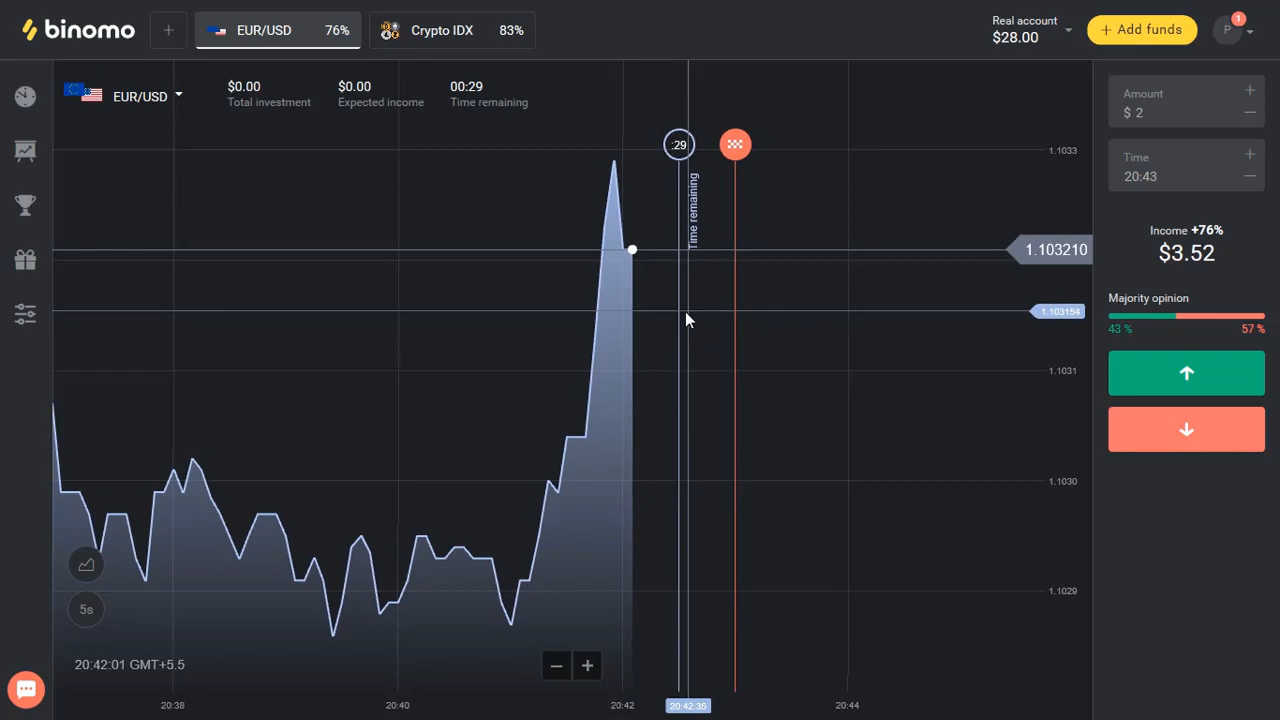 binomo
EUR/USD 76%
Crypto IDX 83%
Real account
$28.00
+ Add funds
P
1
EUR/USD
$0.00
Total investment
$0.00
Expected income
00:29
Time remaining
:29
Time remaining
1.1033
1.103210
1.103154
1.1031
1.1030
1.1029
5s
20:42:01 GMT+5.5
20:38
20:40
20:42
20:42:35
20:44
Amount
$ 2
Time
20:43
Income +76%
$3.52
Majority opinion
43 %
57 %